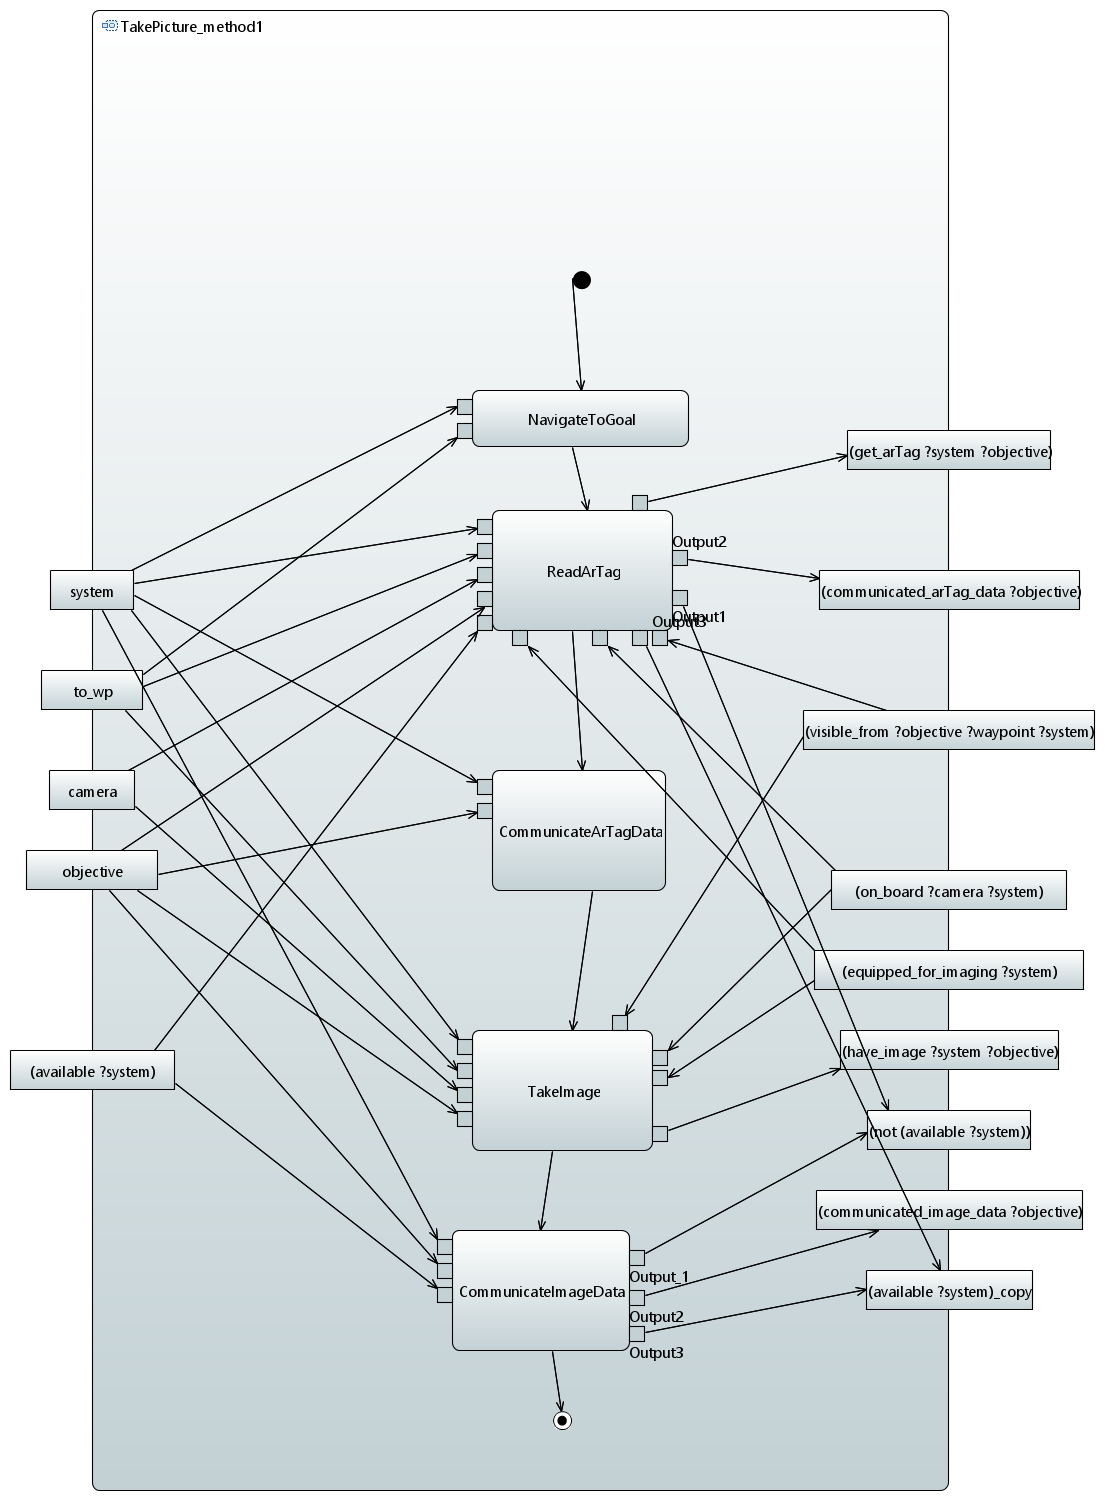 TakePicture_method1
NavigateToGoal
(get_arTag ?system ?objective)
Output2
ReadArTag
system
(communicated_arTag_data ?objective)
Output1
Output3
to_wp
(visible_from ?objective ?waypoint ?system)
camera
CommunicateArTagData
objective
(on_board ?camera ?system)
(equipped_for_imaging ?system)
(available ?system)
(have_image ?system ?objective)
TakeImage
(not (available ?system))
(communicated_image_data ?objective)
Output_1
CommunicateImageData
(available ?system)_copy
Output2
Output3